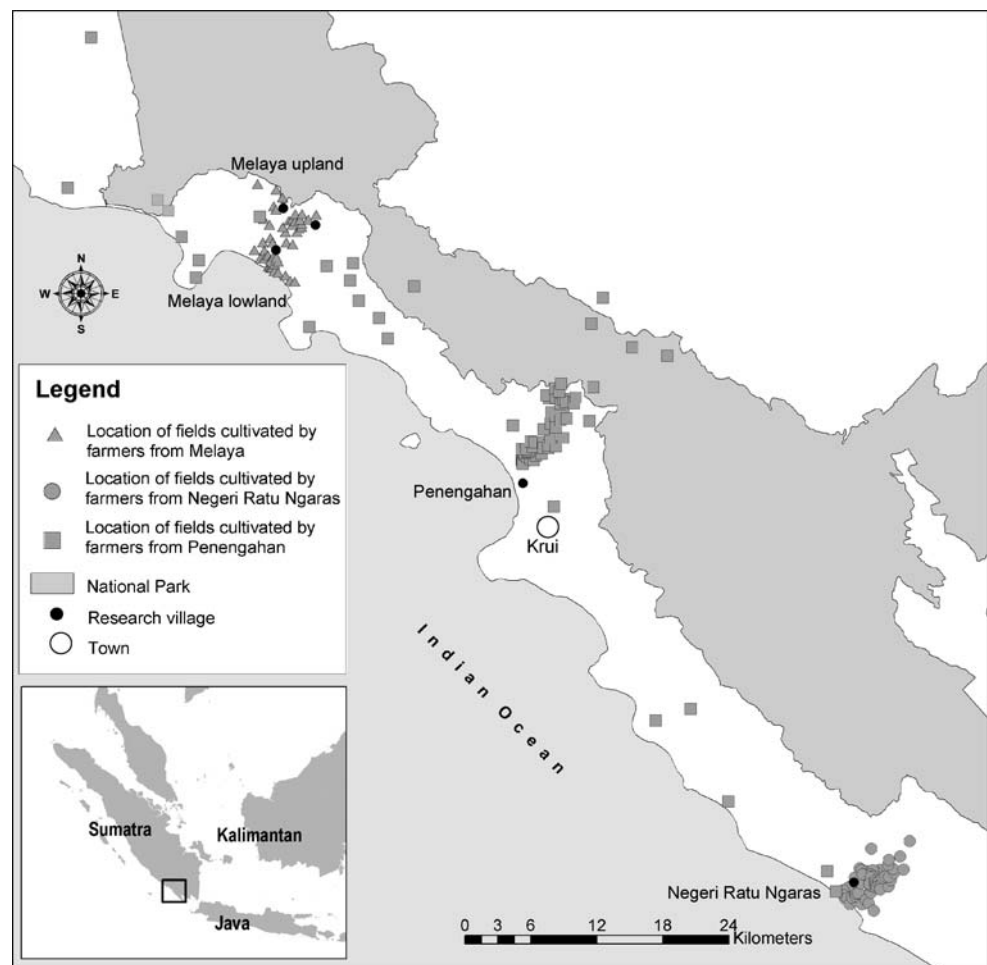 Melaya upland
N
W
E
S
Melaya lowland
Legend
Location of fields cultivated by
farmers from Melaya
Location of fields cultivated by
farmers from Negeri Ratu Ngaras
Location of fields cultivated by
farmers from Penengahan
National Park
Research village
Town
Penengahan
Krui
Indian Ocean
Sumatra
Kalimantan
Java
Negeri Ratu Ngaras
0 3 6 12 18 24
Kilometers